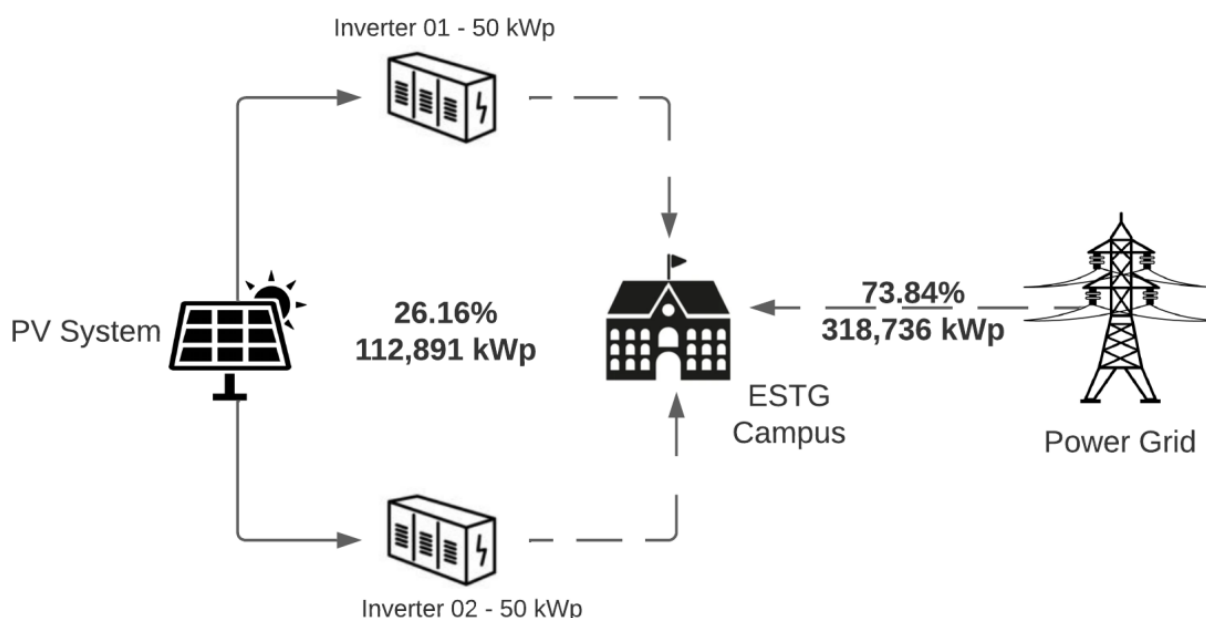 Inverter 01 - 50 kWp
PV System
26.16%
112,891 kWp
73.84%
318,736 kWp
ESTG
Campus
Power Grid
Inverter 02 - 50 kWp